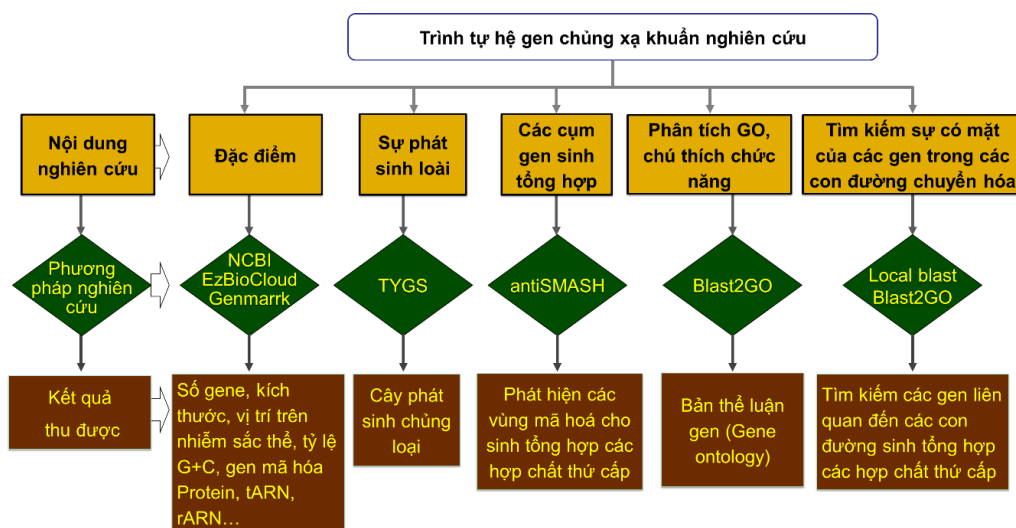 Trình tự hệ gen chủng xạ khuẩn nghiên cứu
Nội dung
nghiên cứu
Đặc điểm
Sự phát
sinh loài
Các cụm
gen sinh
tổng hợp
Phân tích GO,
chú thích chức
năng
Tìm kiếm sự có mặt
của các gen trong các
con đường chuyển hóa
Phương
pháp nghiên
cứu
NCBI
EzBioCloud
Genmarrk
TYGS
antiSMASH
Blast2GO
Local blast
Blast2GO
Kết quả
thu được
Số gene, kích
thước, vị trí trên
nhiễm sắc thể, tỷ lệ
G+C, gen mã hóa
Protein, tARN,
rARN…
Cây phát
sinh chủng
loại
Phát hiện các
vùng mã hoá cho
sinh tổng hợp các
hợp chất thứ cấp
Bản thể luận
gen (Gene
ontology)
Tìm kiếm các gen liên
quan đến các con
đường sinh tổng hợp
các hợp chất thứ cấp